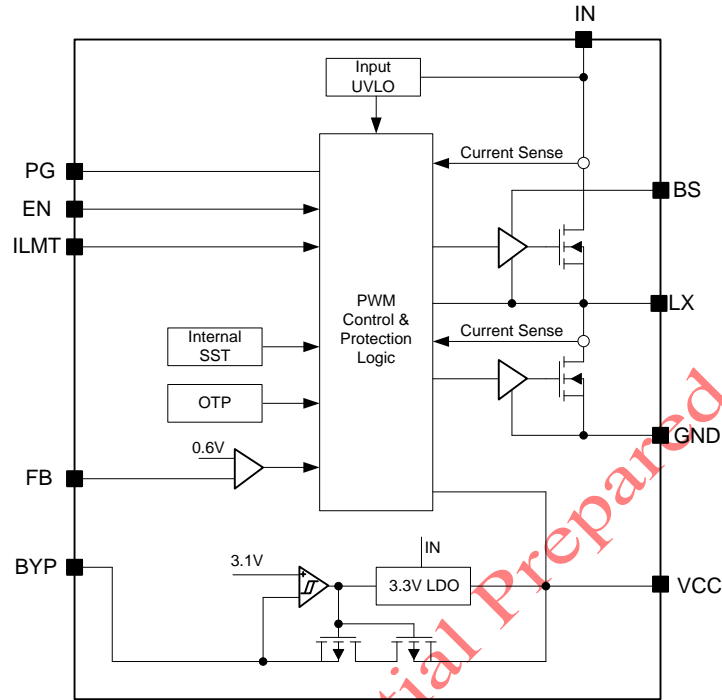 IN
Input
UVLO
PG
Current Sense
BS
EN
ILMT
PWM
Control &
Protection
Logic
LX
Internal
SST
Current Sense
OTP
GND
0.6V
FB
IN
BYP
3.1V
3.3V LDO
VCC
Prepared